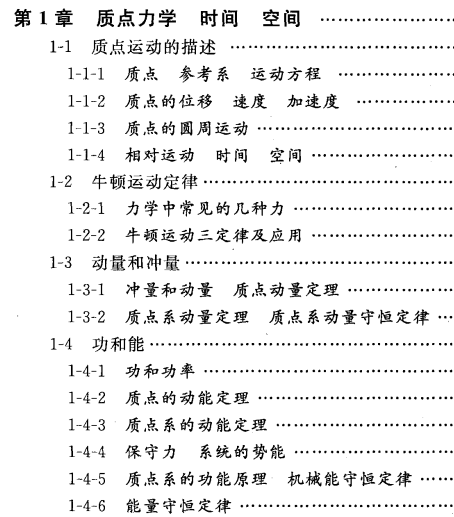 第1章 质点力学 时间 空间 ……………
1-1 质点运动的描述 ……………………
1-1-1 质点 参考系 运动方程 …………
1-1-2 质点的位移 速度 加速度 ………
1-1-3 质点的圆周运动 …………………
1-1-4 相对运动 时间 空间 ……………
1-2 牛顿运动定律 ………………………
1-2-1 力学中常见的几种力 ……………
1-2-2 牛顿运动三定律及应用 …………
1-3 动量和冲量 …………………………
1-3-1 冲量和动量 质点动量定理 ………
1-3-2 质点系动量定理 质点系动量守恒定律 …
1-4 功和能 ………………………………
1-4-1 功和功率 …………………………
1-4-2 质点的动能定理 …………………
1-4-3 质点系的动能定理 ………………
1-4-4 保守力 系统的势能 ……………
1-4-5 质点系的功能原理 机械能守恒定律 ……
1-4-6 能量守恒定律 ……………………